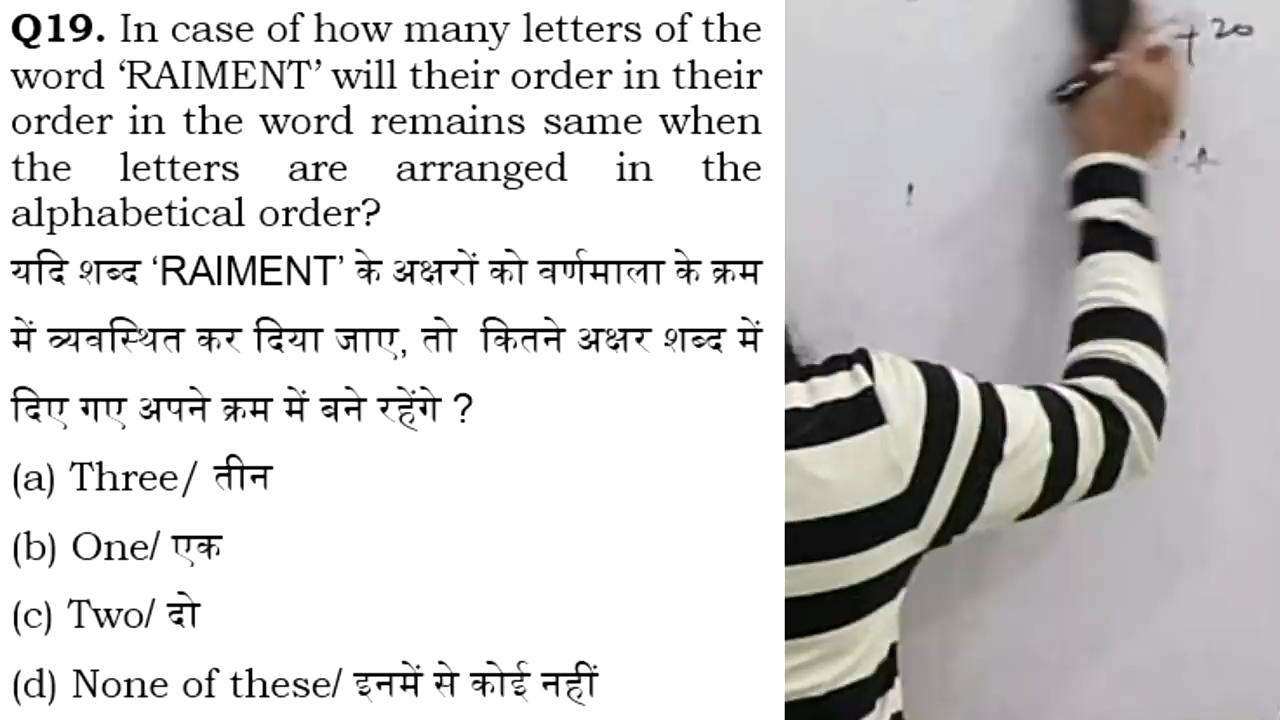 Q19. In case of how many letters of the
word ‘RAIMENT’ will their order in their
order in the word remains same when
the letters are arranged in the
alphabetical order?
यदि शब्द ‘RAIMENT’ के अक्षरों को वर्णमाला के क्रम
में व्यवस्थित कर दिया जाए, तो कितने अक्षर शब्द में
दिए गए अपने क्रम में बने रहेंगे ?
(a) Three/ तीन
(b) One/ एक
(c) Two/ दो
(d) None of these/ इनमें से कोई नहीं
+20